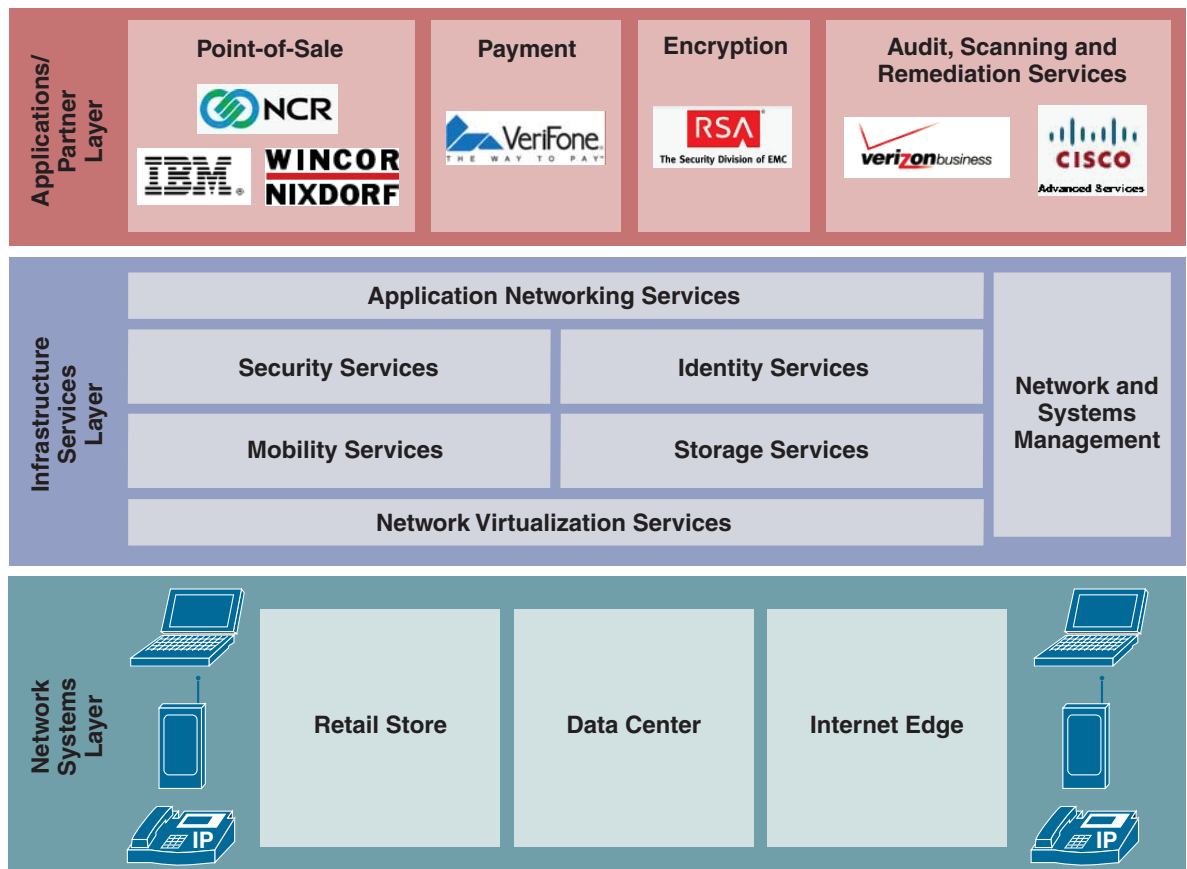 Applications/
Partner
Layer
Point-of-Sale
NCR
IBM®
WINCOR
NIXDORF
Payment
VeriFone.
THE WAY TO PAY™
Encryption
RSA®
The Security Division of EMC
Audit, Scanning and
Remediation Services
verizonbusiness
CISCO
Advanced Services
Infrastructure
Services
Layer
Application Networking Services
Security Services
Identity Services
Mobility Services
Storage Services
Network Virtualization Services
Network and
Systems
Management
Network
Systems
Layer
IP
Retail Store
Data Center
Internet Edge
IP